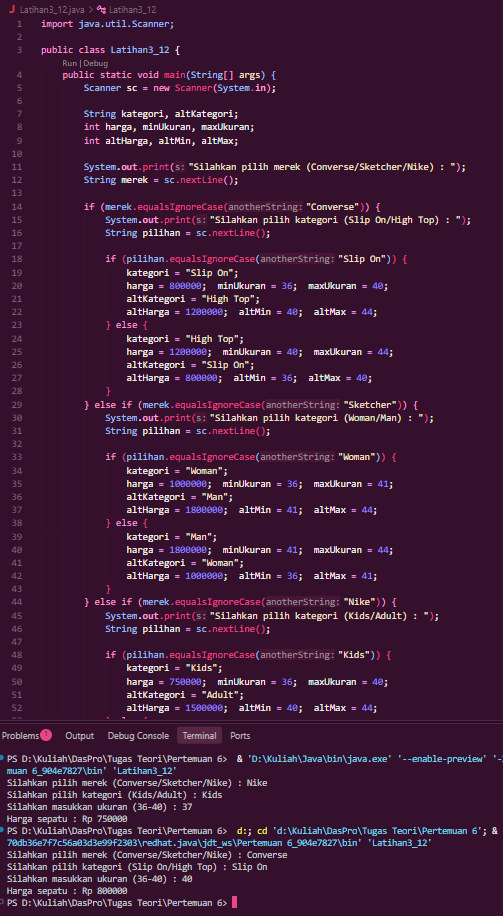 J Latihan3_12.java > Latihan3_12
1 import java.util.Scanner;
2
3 public class Latihan3_12 {
Run | Debug
4 public static void main(String[] args) {
5 Scanner sc = new Scanner(System.in);
6
7 String kategori, altKategori;
8 int harga, minUkuran, maxUkuran;
9 int altHarga, altMin, altMax;
10
11 System.out.print(s:"Silahkan pilih merek (Converse/Sketcher/Nike) : ");
12 String merek = sc.nextLine();
13
14 if (merek.equalsIgnoreCase(anotherString:"Converse")) {
15 System.out.print(s:"Silahkan pilih kategori (Slip On/High Top) : ");
16 String pilihan = sc.nextLine();
17
18 if (pilihan.equalsIgnoreCase(anotherString:"Slip On")) {
19 kategori = "Slip On";
20 harga = 800000; minUkuran = 36; maxUkuran = 40;
21 altKategori = "High Top";
22 altHarga = 1200000; altMin = 40; altMax = 44;
23 } else {
24 kategori = "High Top";
25 harga = 1200000; minUkuran = 40; maxUkuran = 44;
26 altKategori = "Slip On";
27 altHarga = 800000; altMin = 36; altMax = 40;
28 }
29 } else if (merek.equalsIgnoreCase(anotherString:"Sketcher")) {
30 System.out.print(s:"Silahkan pilih kategori (Woman/Man) : ");
31 String pilihan = sc.nextLine();
32
33 if (pilihan.equalsIgnoreCase(anotherString:"Woman")) {
34 kategori = "Woman";
35 harga = 1000000; minUkuran = 36; maxUkuran = 41;
36 altKategori = "Man";
37 altHarga = 1800000; altMin = 41; altMax = 44;
38 } else {
39 kategori = "Man";
40 harga = 1800000; minUkuran = 41; maxUkuran = 44;
41 altKategori = "Woman";
42 altHarga = 1000000; altMin = 36; altMax = 41;
43 }
44 } else if (merek.equalsIgnoreCase(anotherString:"Nike")) {
45 System.out.print(s:"Silahkan pilih kategori (Kids/Adult) : ");
46 String pilihan = sc.nextLine();
47
48 if (pilihan.equalsIgnoreCase(anotherString:"Kids")) {
49 kategori = "Kids";
50 harga = 750000; minUkuran = 36; maxUkuran = 40;
51 altKategori = "Adult";
52 altHarga = 1500000; altMin = 40; altMax = 44;
Problems 1 Output Debug Console Terminal Ports
PS D:\Kuliah\DasPro\Tugas Teori\Pertemuan 6> & 'D:\Kuliah\Java\bin\java.exe' '--enable-preview'
muan 6_904e7827\bin' 'Latihan3_12'
Silahkan pilih merek (Converse/Sketcher/Nike) : Nike
Silahkan pilih kategori (Kids/Adult) : Kids
Silahkan masukkan ukuran (36-40) : 37
Harga sepatu : Rp 750000
PS D:\Kuliah\DasPro\Tugas Teori\Pertemuan 6> d:; cd 'd:\Kuliah\DasPro\Tugas Teori\Pertemuan 6'; &
70db36e7f7c56a03d3e99f2303\redhat.java\jdt_ws\Pertemuan 6_904e7827\bin' 'Latihan3_12'
Silahkan pilih merek (Converse/Sketcher/Nike) : Converse
Silahkan pilih kategori (Slip On/High Top) : Slip On
Silahkan masukkan ukuran (36-40) : 40
Harga sepatu : Rp 800000
PS D:\Kuliah\DasPro\Tugas Teori\Pertemuan 6>